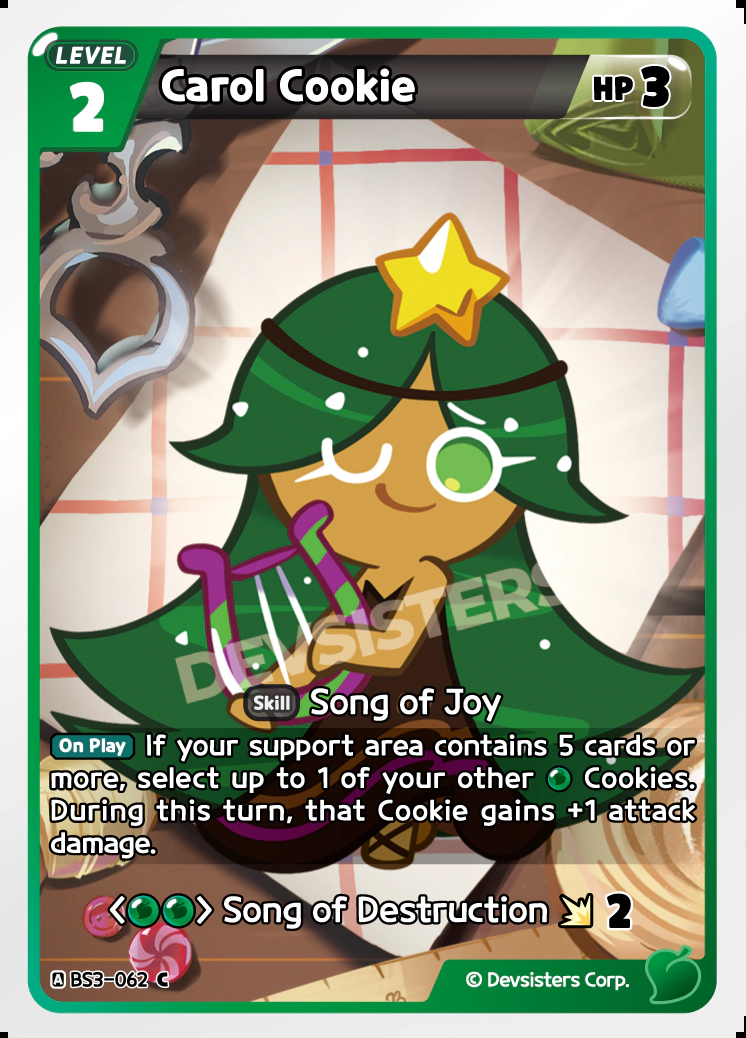 LEVEL
2
Carol Cookie
HP 3
DEVSISTERS
Skill Song of Joy
On Play If your support area contains 5 cards or
more, select up to 1 of your other Cookies.
During this turn, that Cookie gains +1 attack
damage.
< > Song of Destruction 2
A BS3-062 C
© Devsisters Corp.